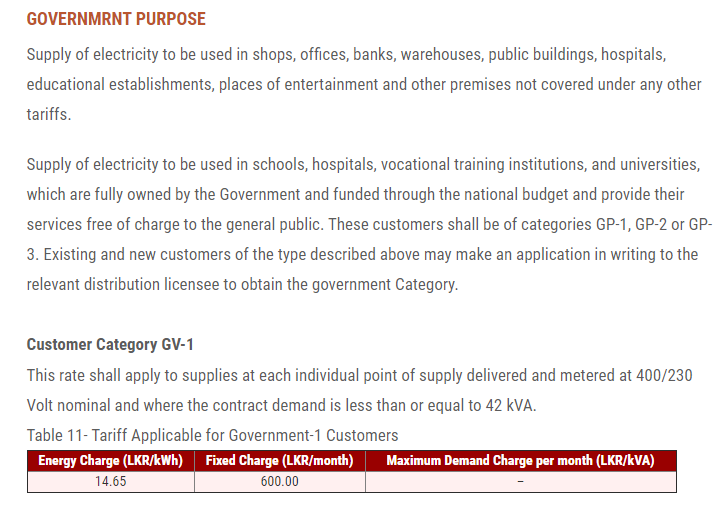 GOVERNMRNT PURPOSE
Supply of electricity to be used in shops, offices, banks, warehouses, public buildings, hospitals,
educational establishments, places of entertainment and other premises not covered under any other
tariffs.
Supply of electricity to be used in schools, hospitals, vocational training institutions, and universities,
which are fully owned by the Government and funded through the national budget and provide their
services free of charge to the general public. These customers shall be of categories GP-1, GP-2 or GP-
3. Existing and new customers of the type described above may make an application in writing to the
relevant distribution licensee to obtain the government Category.
Customer Category GV-1
This rate shall apply to supplies at each individual point of supply delivered and metered at 400/230
Volt nominal and where the contract demand is less than or equal to 42 kVA.
Table 11- Tariff Applicable for Government-1 Customers
Energy Charge (LKR/kWh) Fixed Charge (LKR/month) Maximum Demand Charge per month (LKR/kVA)
14.65 600.00 –